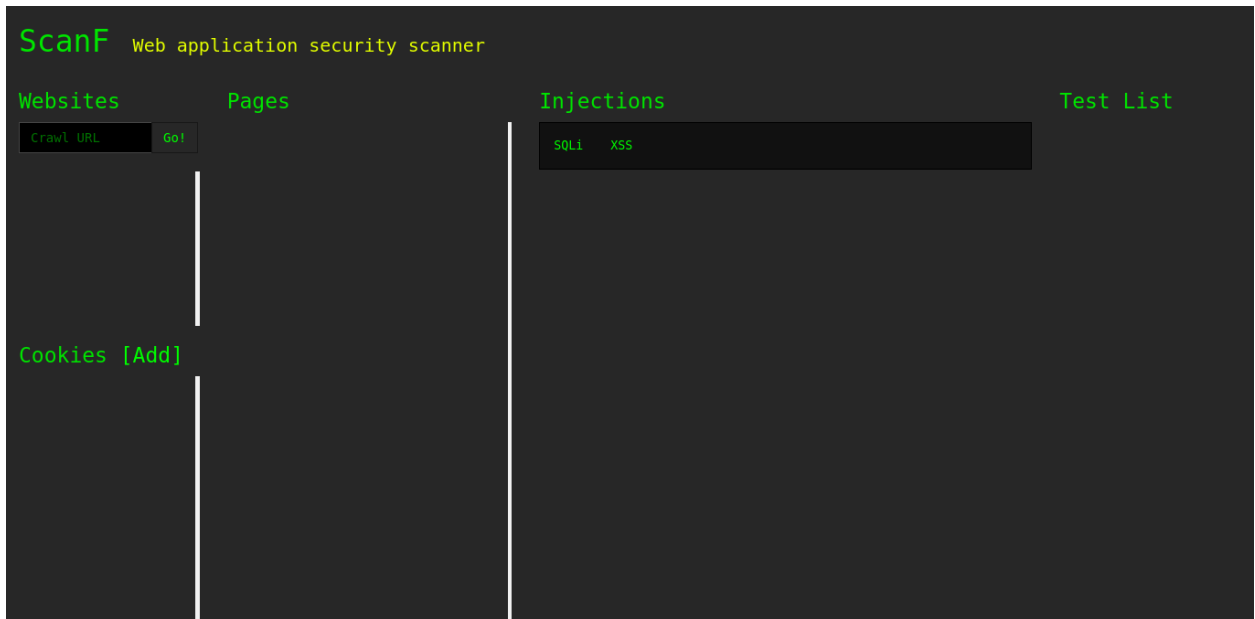 ScanF Web application security scanner
Websites
Pages
Injections
Test List
Crawl URL
Go!
SQLi
XSS
Cookies [Add]